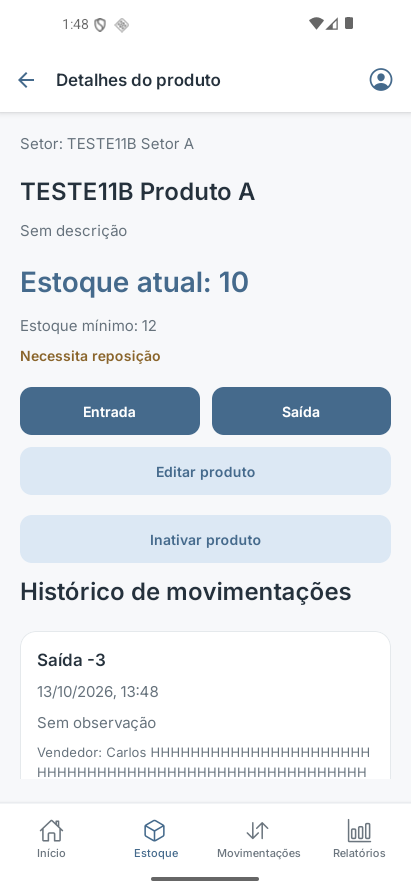 1:48
Detalhes do produto
Setor: TESTE11B Setor A
TESTE11B Produto A
Sem descrição
Estoque atual: 10
Estoque mínimo: 12
Necessita reposição
Entrada
Saída
Editar produto
Inativar produto
Histórico de movimentações
Saída -3
13/10/2026, 13:48
Sem observação
Vendedor: Carlos HHHHHHHHHHHHHHHHHHHHHH
HHHHHHHHHHHHHHHHHHHHHHHHHHHHHHHHH
Início
Estoque
Movimentações
Relatórios